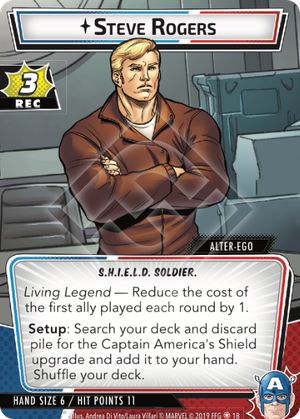 STEVE ROGERS
3
REC
ALTER-EGO
S.H.I.E.L.D. SOLDIER.
Living Legend — Reduce the cost of
the first ally played each round by 1.
Setup: Search your deck and discard
pile for the Captain America's Shield
upgrade and add it to your hand.
Shuffle your deck.
A
HAND SIZE 6 / HIT POINTS 11
Illus. Andrea Di Vito/Laura Villari © MARVEL © 2019 FFG 18